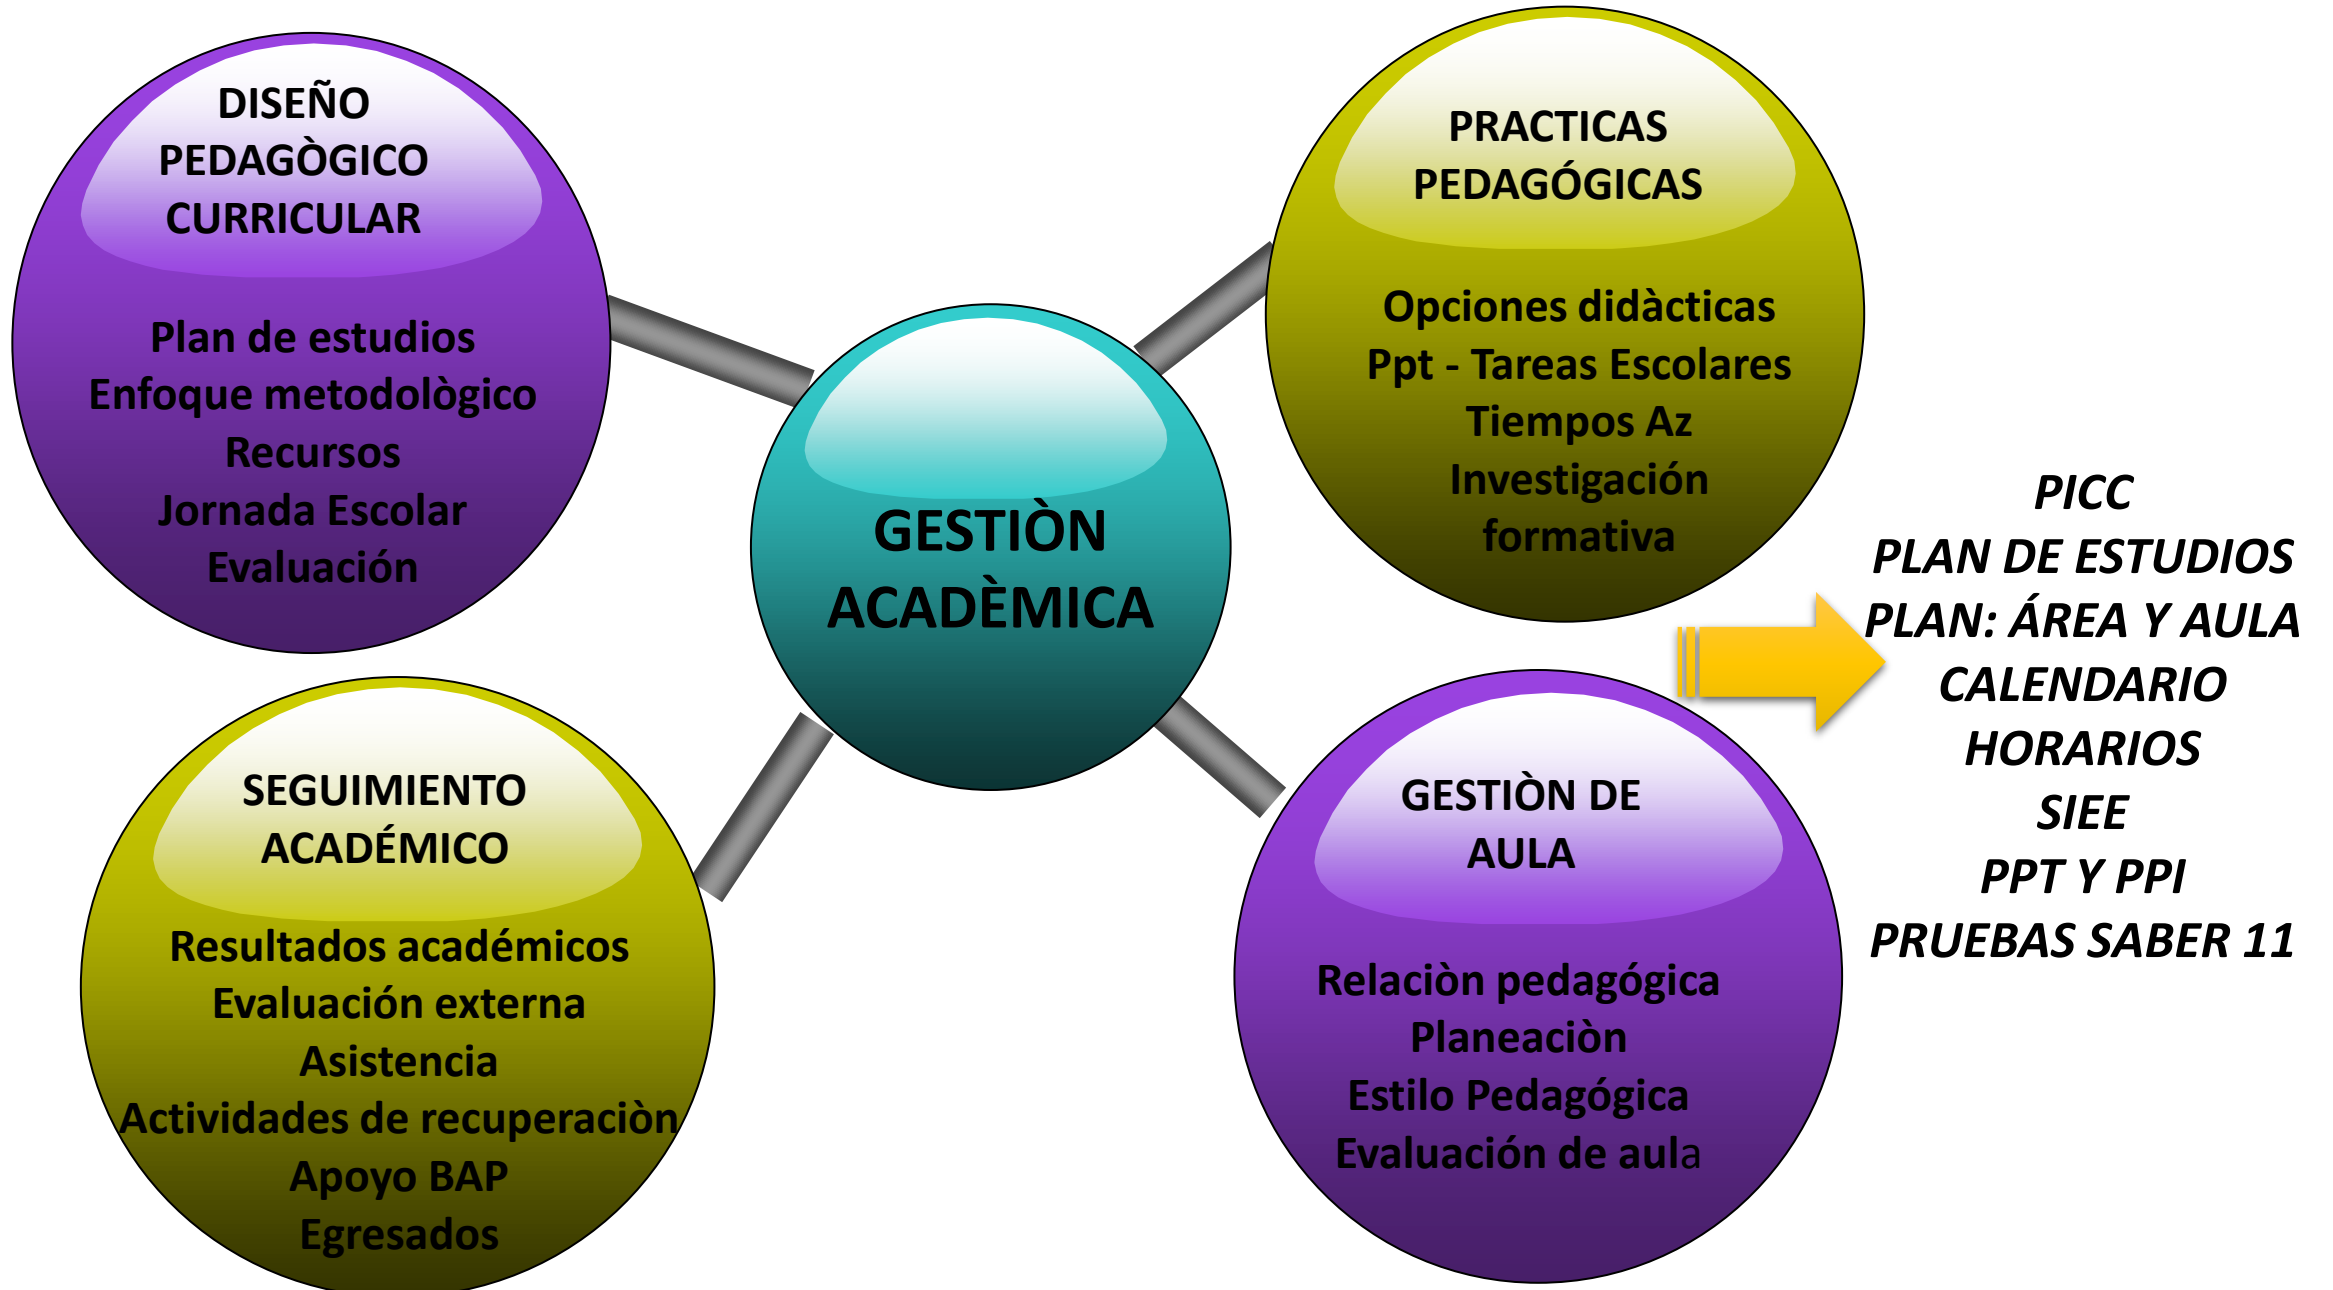 DISEÑO
PEDAGÒGICO
CURRICULAR
Plan de estudios
Enfoque metodològico
Recursos
Jornada Escolar
Evaluación
PRACTICAS
PEDAGÓGICAS
Opciones didàcticas
Ppt - Tareas Escolares
Tiempos Az
Investigación
formativa
GESTIÒN
ACADÈMICA
SEGUIMIENTO
ACADÉMICO
Resultados académicos
Evaluación externa
Asistencia
Actividades de recuperaciòn
Apoyo BAP
Egresados
GESTIÒN DE
AULA
Relaciòn pedagógica
Planeaciòn
Estilo Pedagógica
Evaluación de aula
PICC
PLAN DE ESTUDIOS
PLAN: ÁREA Y AULA
CALENDARIO
HORARIOS
SIEE
PPT Y PPI
PRUEBAS SABER 11